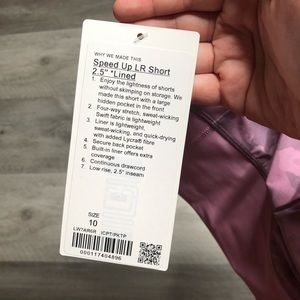 WHY WE MADE THIS
Speed Up LR Short
2.5" *Lined
1. Enjoy the lightness of shorts
without skimping on storage. We
made this short with a large
hidden pocket in the front
2. Four-way stretch, sweat-wicking
Swift fabric is lightweight
3. Liner is lightweight,
sweat-wicking, and quick-drying
with added Lycra® fibre
4. Secure back pocket
5. Built-in liner offers extra
coverage
6. Continuous drawcord
7. Low rise, 2.5" inseam
SIZE
10
LW7AR6R ICPT/PKTP
000117404896